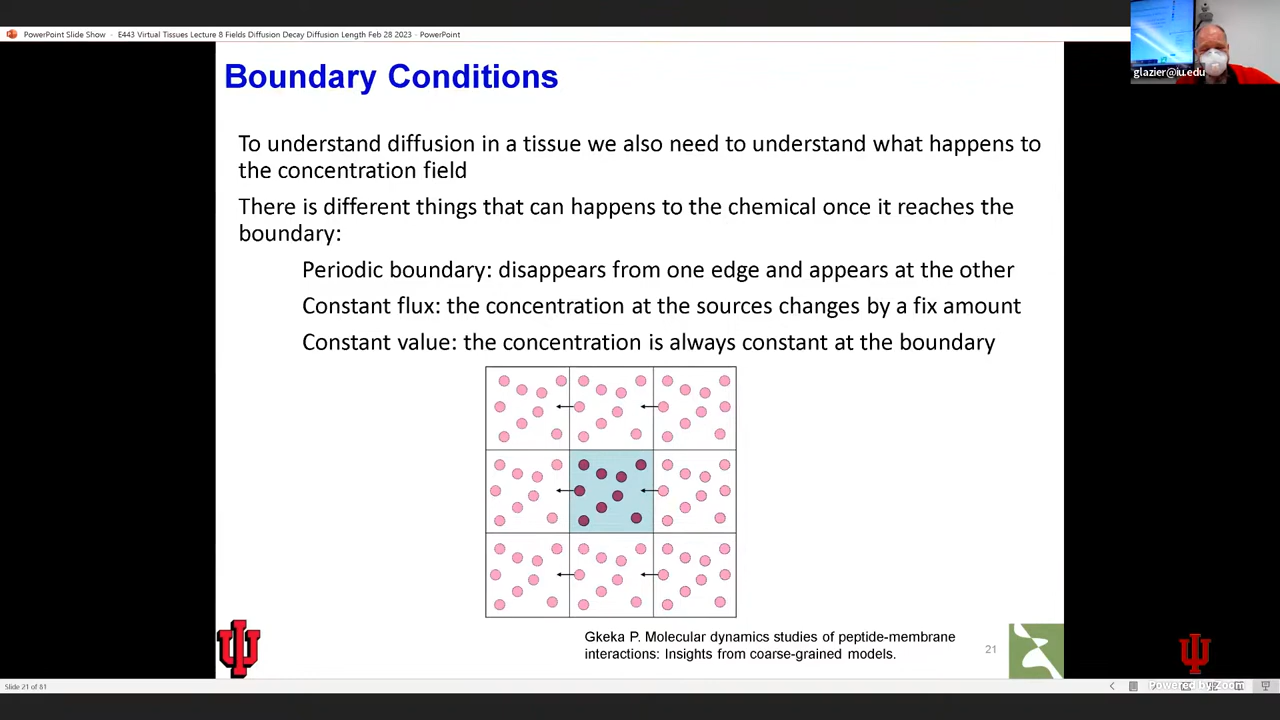 PowerPoint Slide Show - E443 Virtual Tissues Lecture 8 Fields Diffusion Decay Diffusion Length Feb 28 2023 - PowerPoint
glazier@iu.edu
Boundary Conditions
To understand diffusion in a tissue we also need to understand what happens to
the concentration field
There is different things that can happens to the chemical once it reaches the
boundary:
Periodic boundary: disappears from one edge and appears at the other
Constant flux: the concentration at the sources changes by a fix amount
Constant value: the concentration is always constant at the boundary
Gkeka P. Molecular dynamics studies of peptide-membrane
interactions: Insights from coarse-grained models.
21
Slide 21 of 81
Powered by Zoom